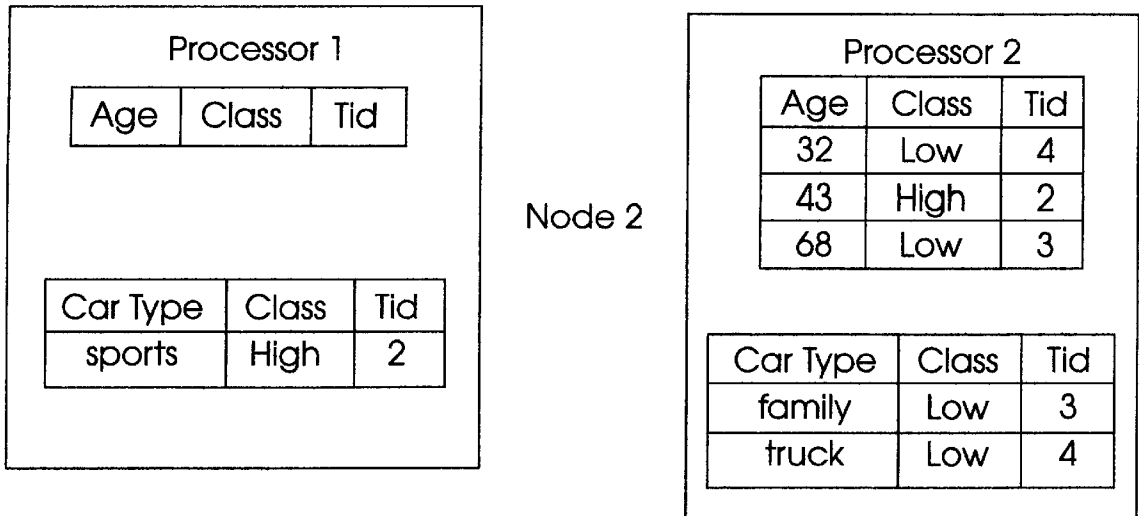 Processor 1
Age Class Tid
Car Type Class Tid
sports High 2
Node 2
Processor 2
Age Class Tid
32 Low 4
43 High 2
68 Low 3
Car Type Class Tid
family Low 3
truck Low 4